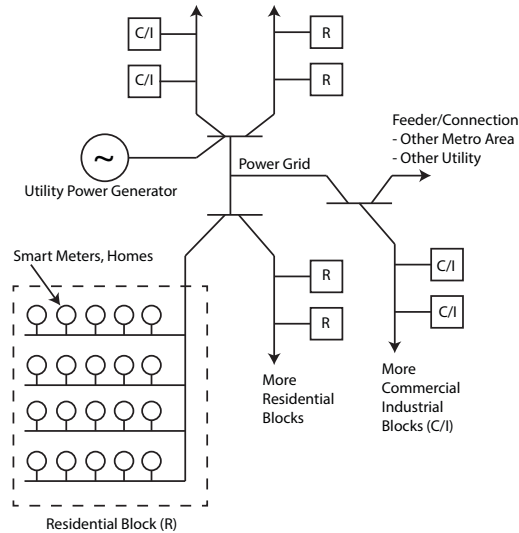 C/I
R
C/I
R
Feeder/Connection
- Other Metro Area
- Other Utility
~
Power Grid
Utility Power Generator
Smart Meters, Homes
R
C/I
R
C/I
More
Residential
Blocks
More
Commercial
Industrial
Blocks (C/I)
Residential Block (R)